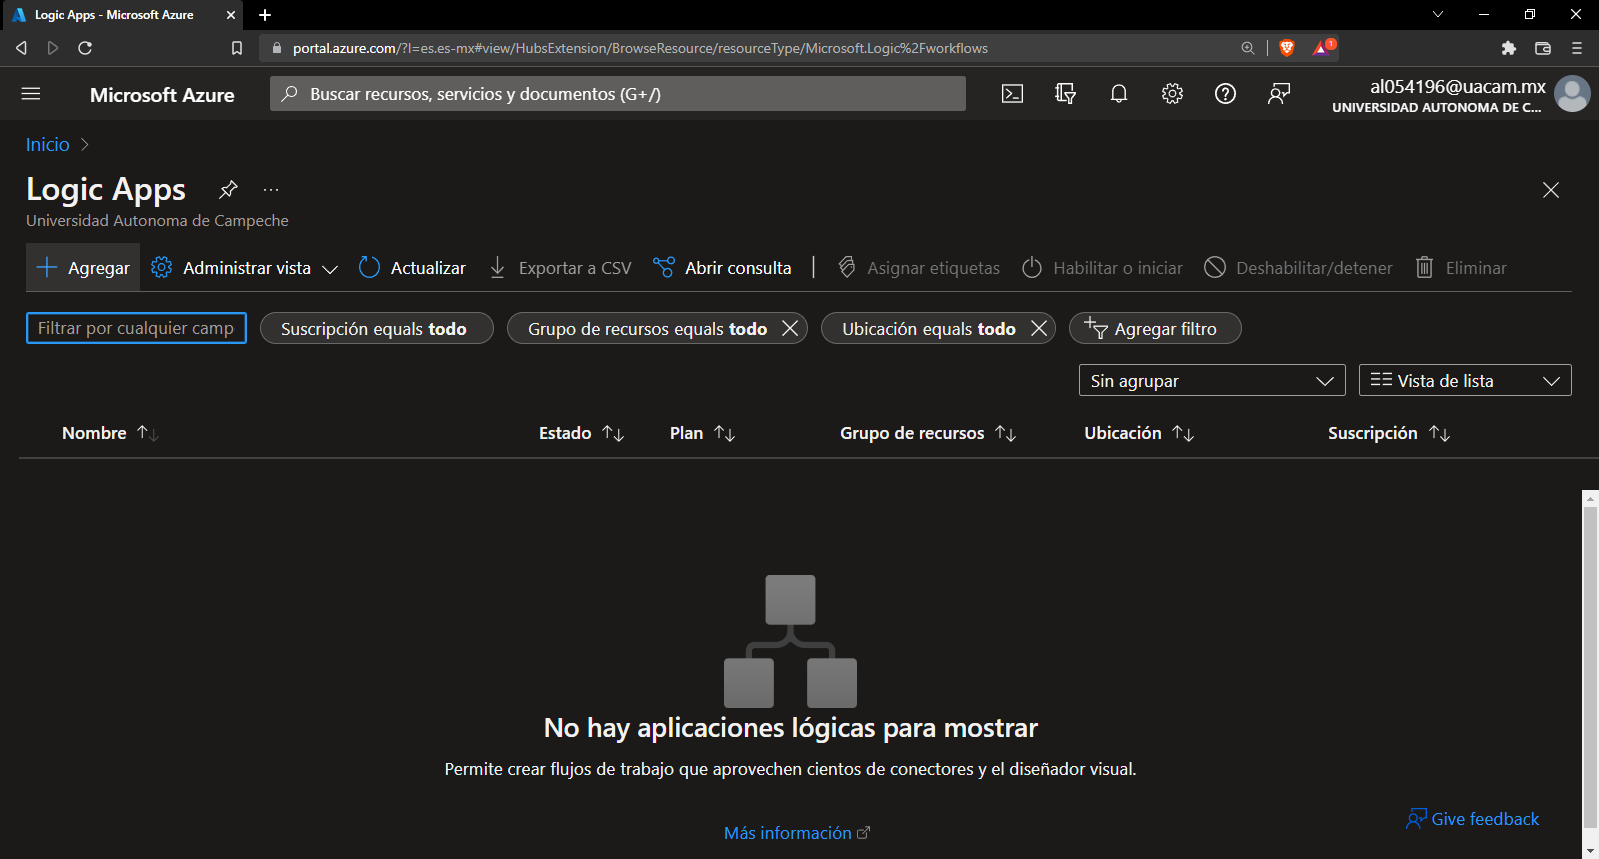 Logic Apps - Microsoft Azure
portal.azure.com/?l=es.es-mx#view/HubsExtension/BrowseResource/resourceType/Microsoft.Logic%2Fworkflows
1
Microsoft Azure
Buscar recursos, servicios y documentos (G+/)
al054196@uacam.mx
UNIVERSIDAD AUTONOMA DE C...
Inicio
Logic Apps
Universidad Autonoma de Campeche
Agregar
Administrar vista
Actualizar
Exportar a CSV
Abrir consulta
Asignar etiquetas
Habilitar o iniciar
Deshabilitar/detener
Eliminar
Filtrar por cualquier camp
Suscripción equals todo
Grupo de recursos equals todo
Ubicación equals todo
Agregar filtro
Sin agrupar
Vista de lista
Nombre
Estado
Plan
Grupo de recursos
Ubicación
Suscripción
No hay aplicaciones lógicas para mostrar
Permite crear flujos de trabajo que aprovechen cientos de conectores y el diseñador visual.
Give feedback
Más información